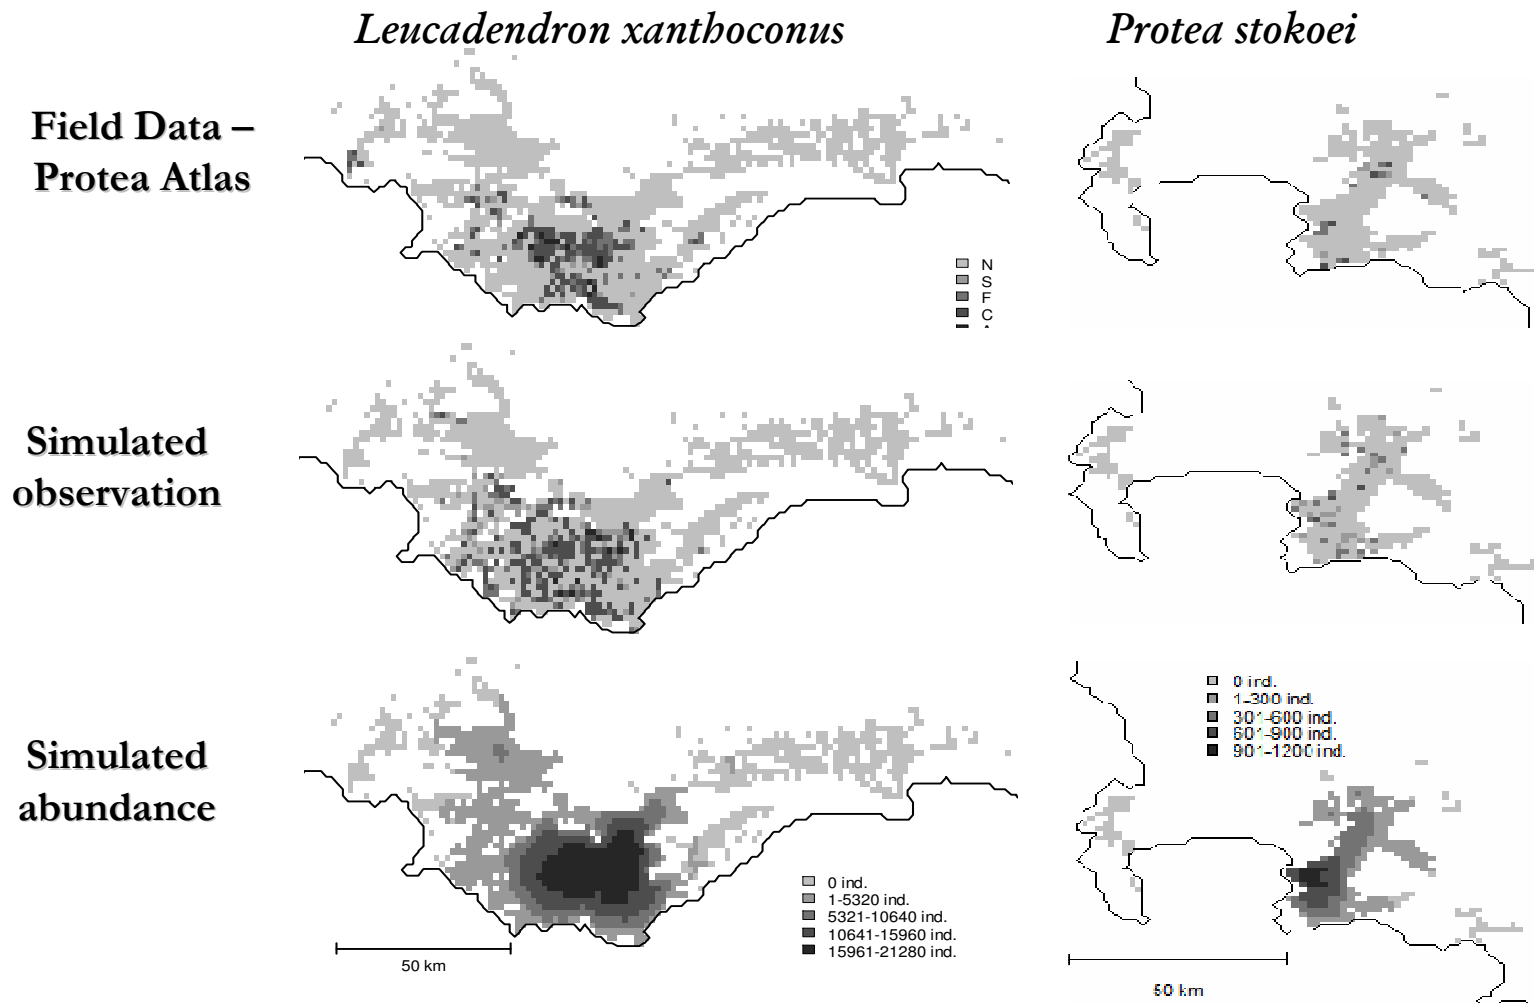 Leucadendron xanthoconus
Protea stokoei
Field Data –
Protea Atlas
N
S
F
C
Simulated
observation
Simulated
abundance
0 ind.
1-5320 ind.
5321-10640 ind.
10641-15960 ind.
15961-21280 ind.
50 km
0 ind.
1-300 ind.
301-600 ind.
601-900 ind.
901-1200 ind.
50 km